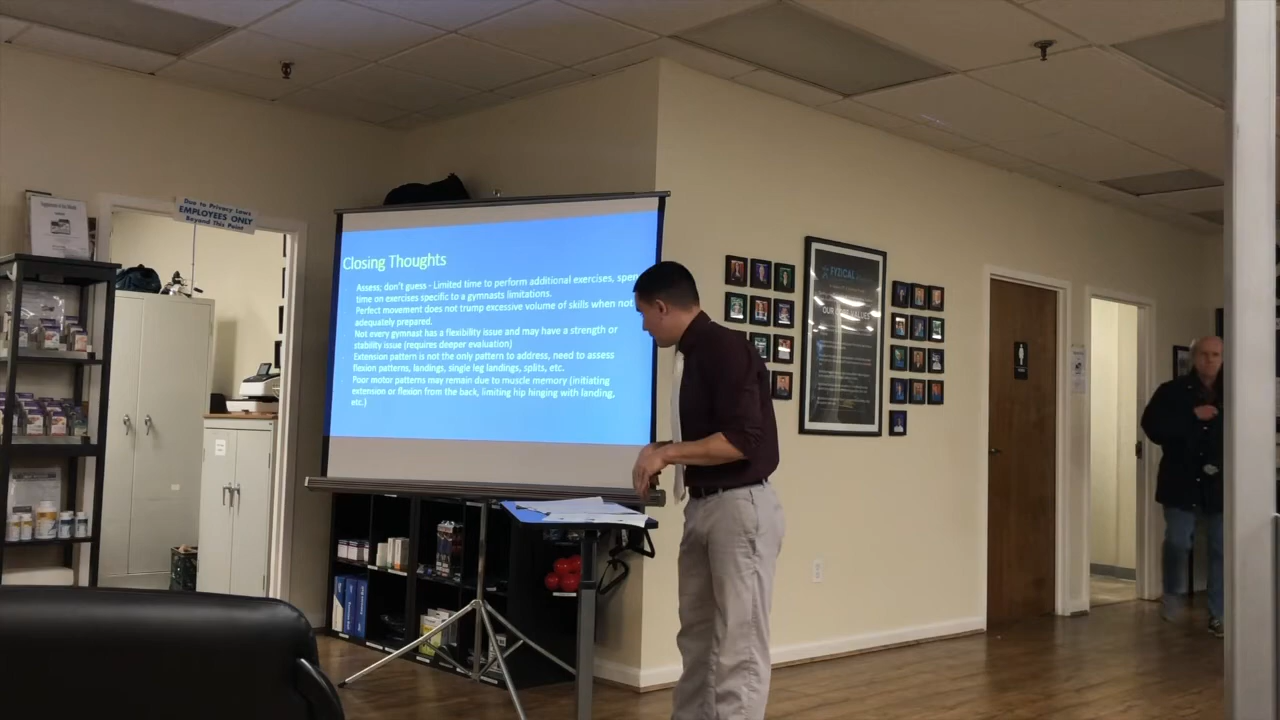 Due to Privacy Laws
EMPLOYEES ONLY
Beyond This Point
Closing Thoughts
Assess; don't guess - Limited time to perform additional exercises, spen
time on exercises specific to a gymnasts limitations.
Perfect movement does not trump excessive volume of skills when not
adequately prepared.
Not every gymnast has a flexibility issue and may have a strength or
stability issue (requires deeper evaluation)
Extension pattern is not the only pattern to address, need to assess
flexion patterns, landings, single leg landings, splits, etc.
Poor motor patterns may remain due to muscle memory (initiating
extension or flexion from the back, limiting hip hinging with landing,
etc.)
FYZICAL
OUR CORE VALUES